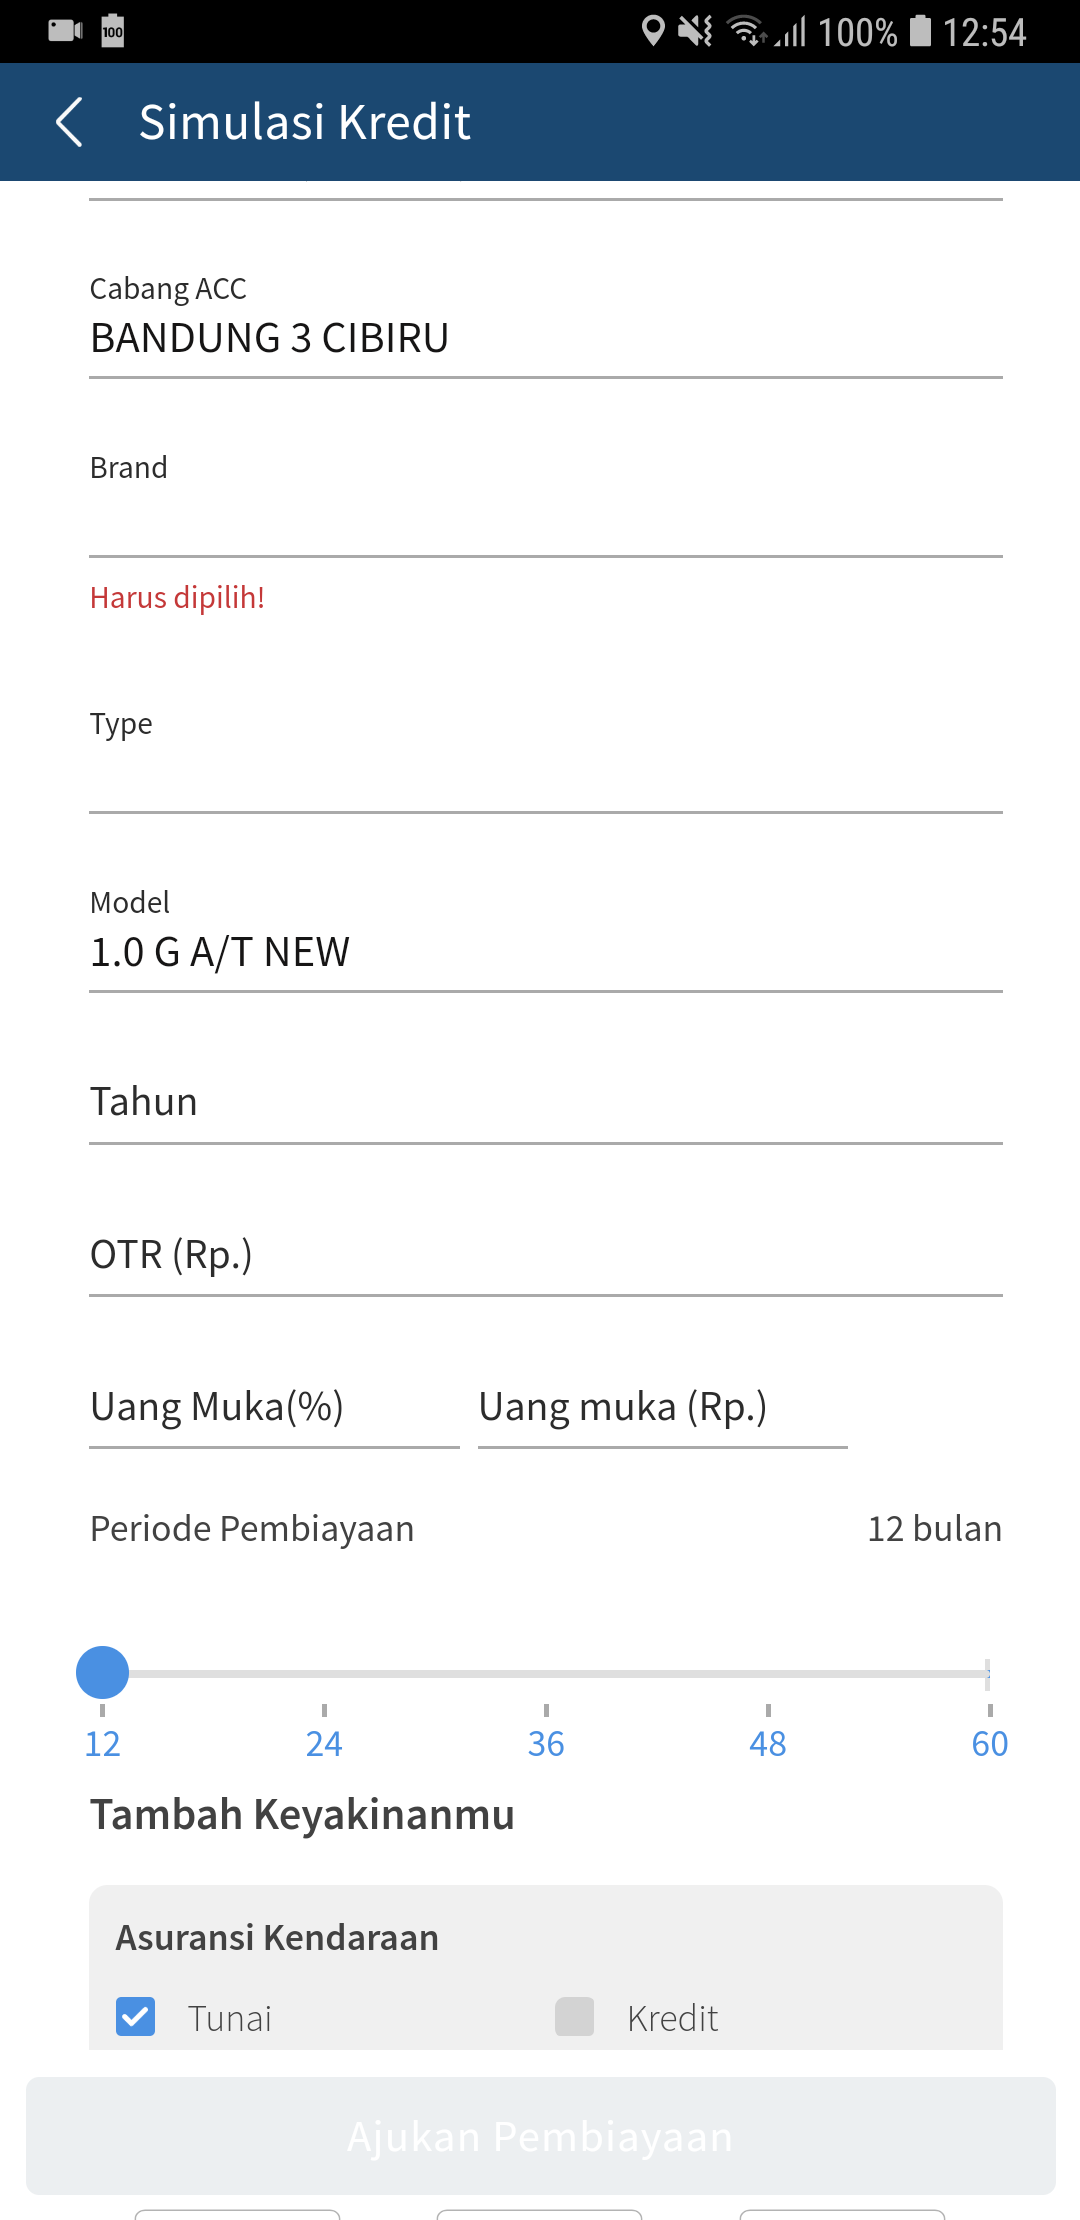 100 100% 12:54
Simulasi Kredit
Cabang ACC
BANDUNG 3 CIBIRU
Brand
Harus dipilih!
Type
Model
1.0 G A/T NEW
Tahun
OTR (Rp.)
Uang Muka(%) Uang muka (Rp.)
Periode Pembiayaan 12 bulan
12 24 36 48 60
Tambah Keyakinanmu
Asuransi Kendaraan
Tunai Kredit
Ajukan Pembiayaan